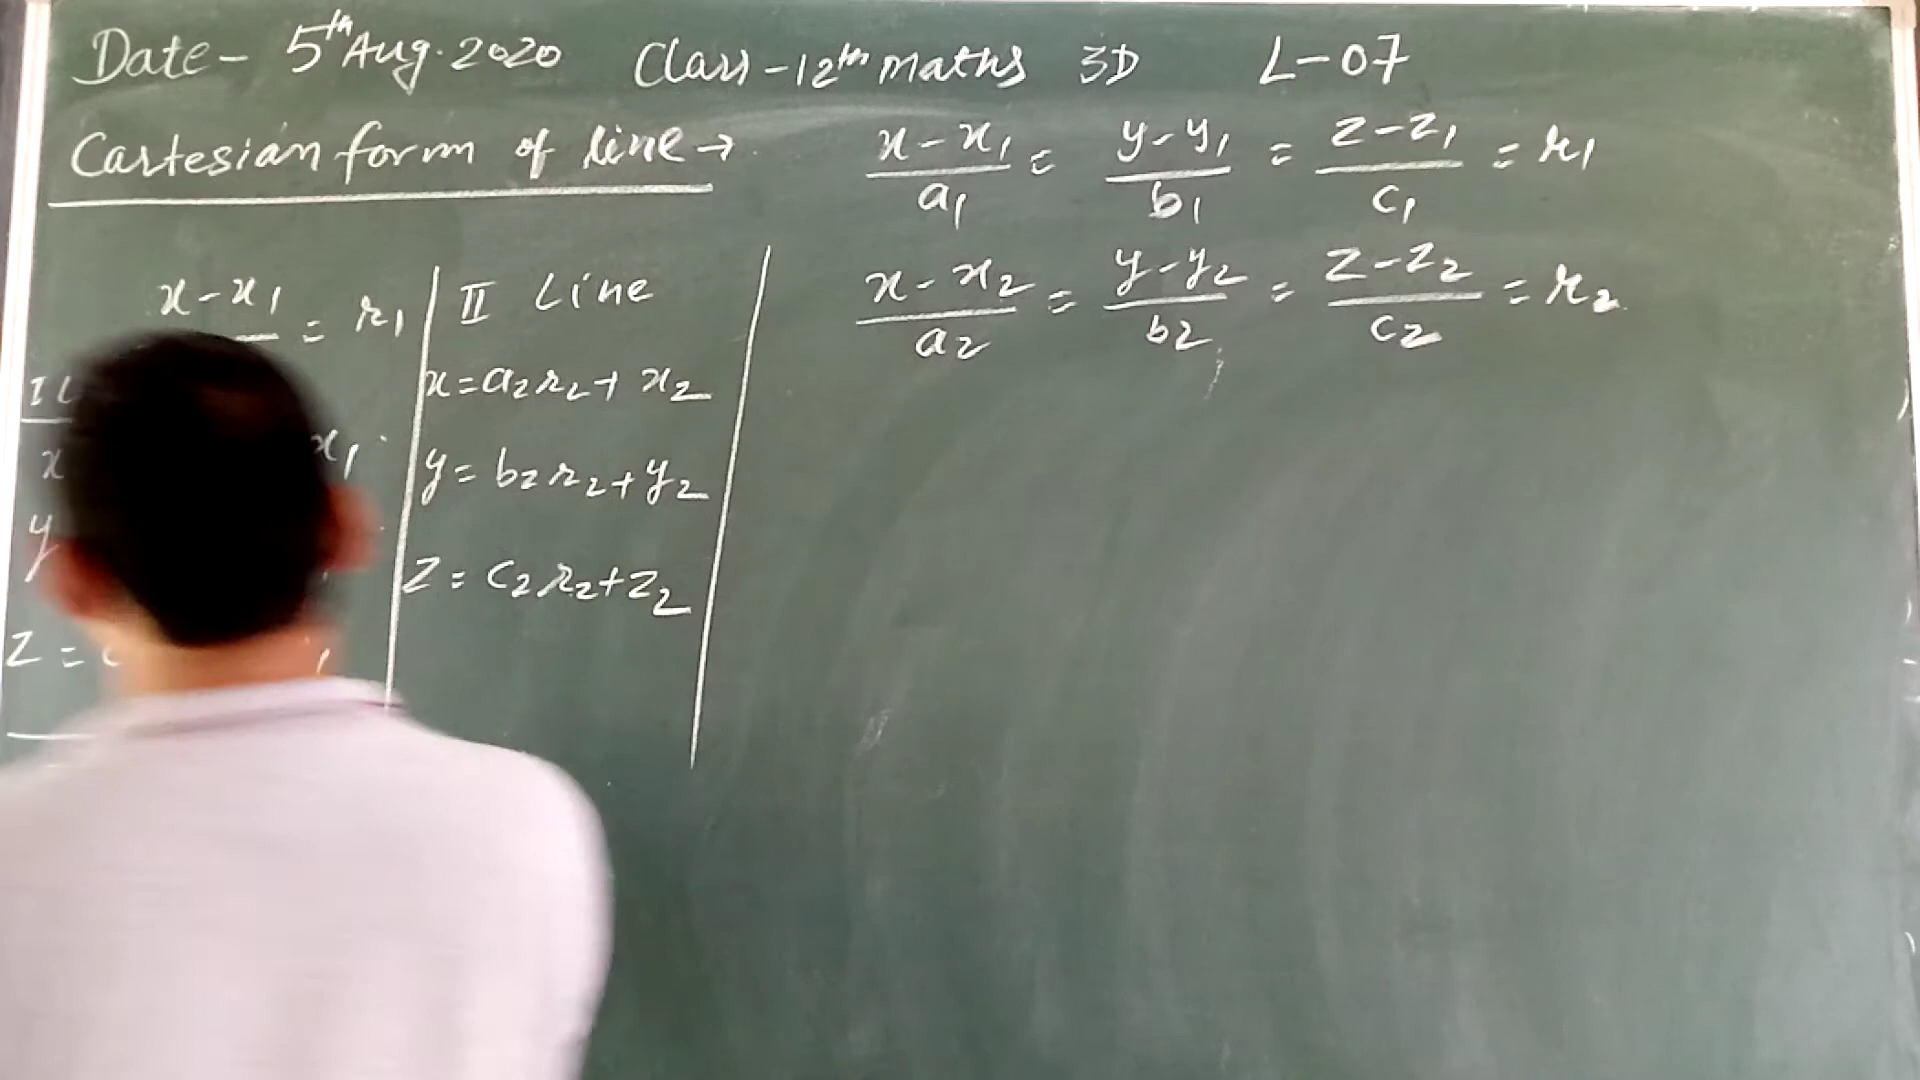 Date - 5th Aug. 2020 Class - 12th maths 3D L-07
Cartesian form of line →
x - x1 / a1 = y - y1 / b1 = z - z1 / c1 = r1
x - x2 / a2 = y - y2 / b2 = z - z2 / c2 = r2
x - x1 = r1
x x1
y
z =
II Line
x = a2r2 + x2
y = b2r2 + y2
z = c2r2 + z2